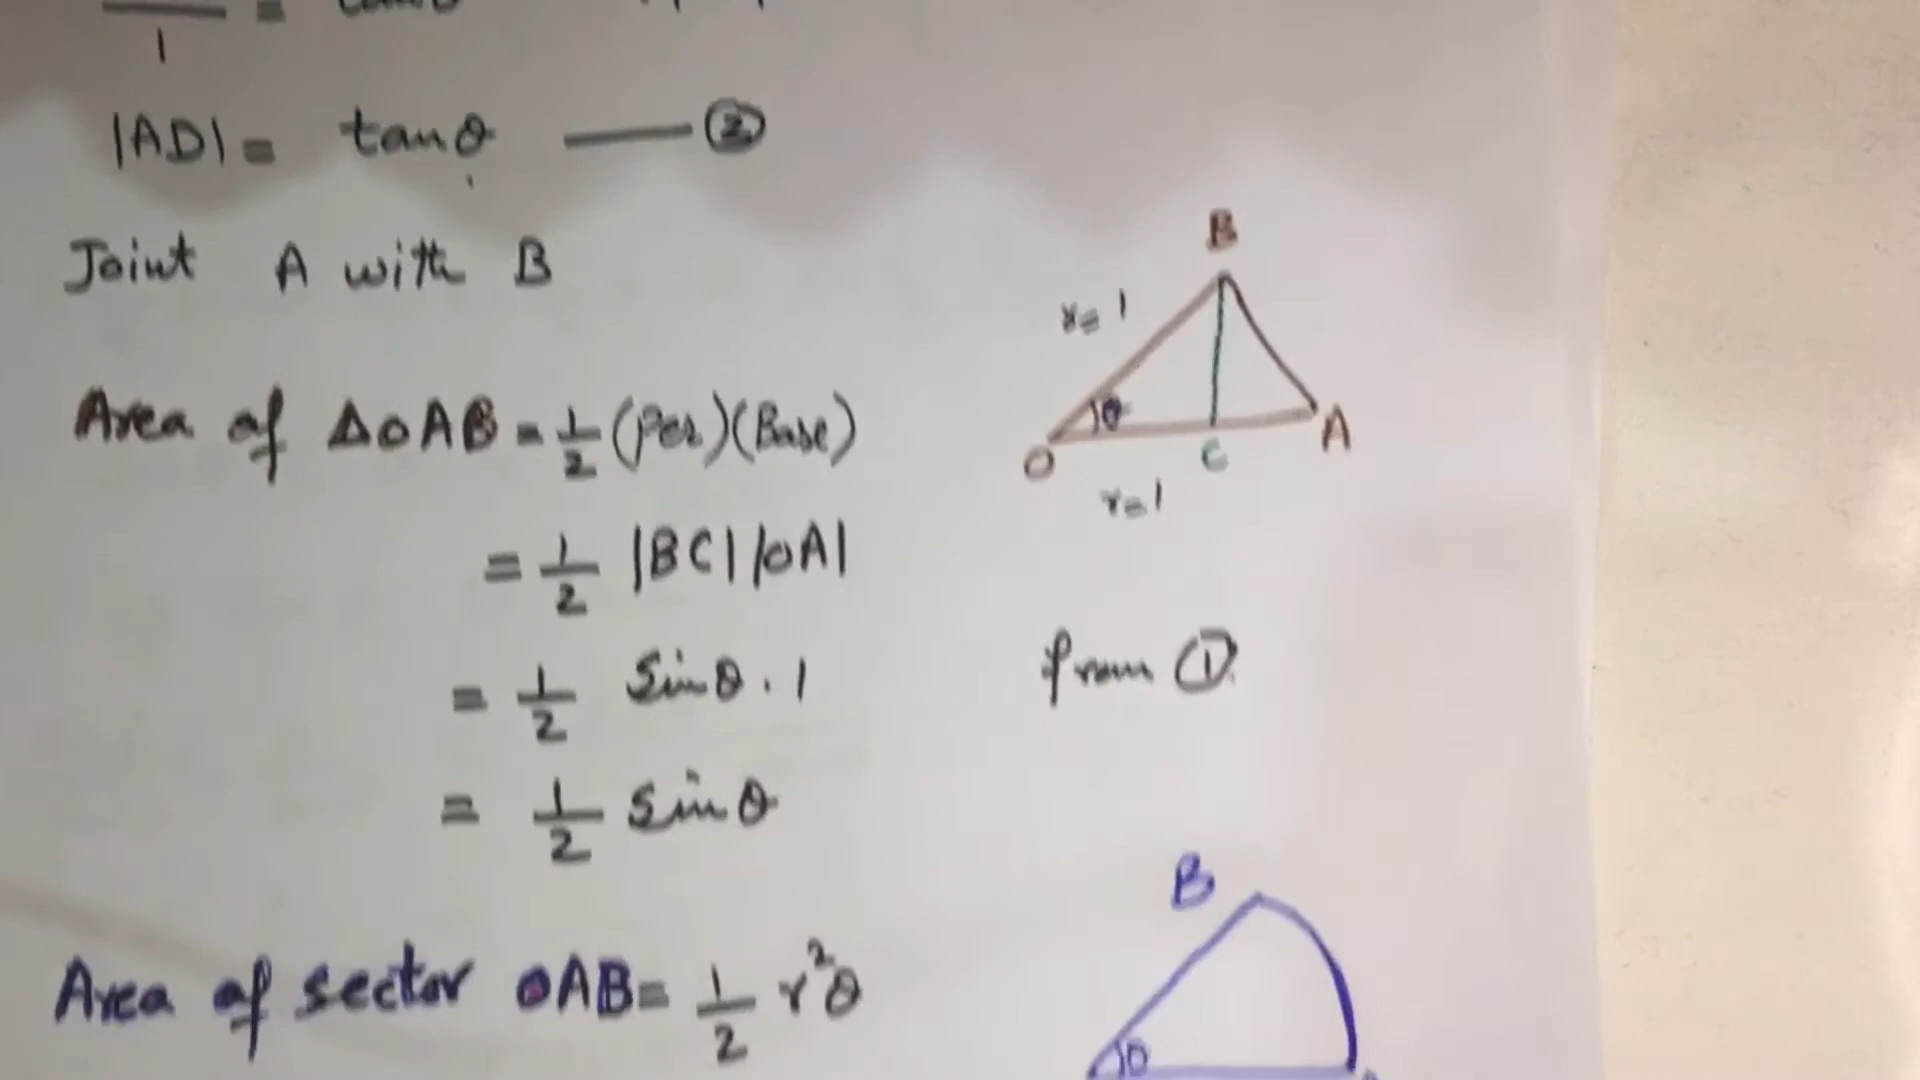 1 =
|AD| = tanθ —— ②
Joint A with B
B
r=1
Area of ΔOAB = 1/2 (Per)(Base)
θ
O C A
r=1
= 1/2 |BC| |OA|
= 1/2 Sinθ . 1 from ①
= 1/2 Sinθ
B
Area of sector OAB = 1/2 r²θ
θ